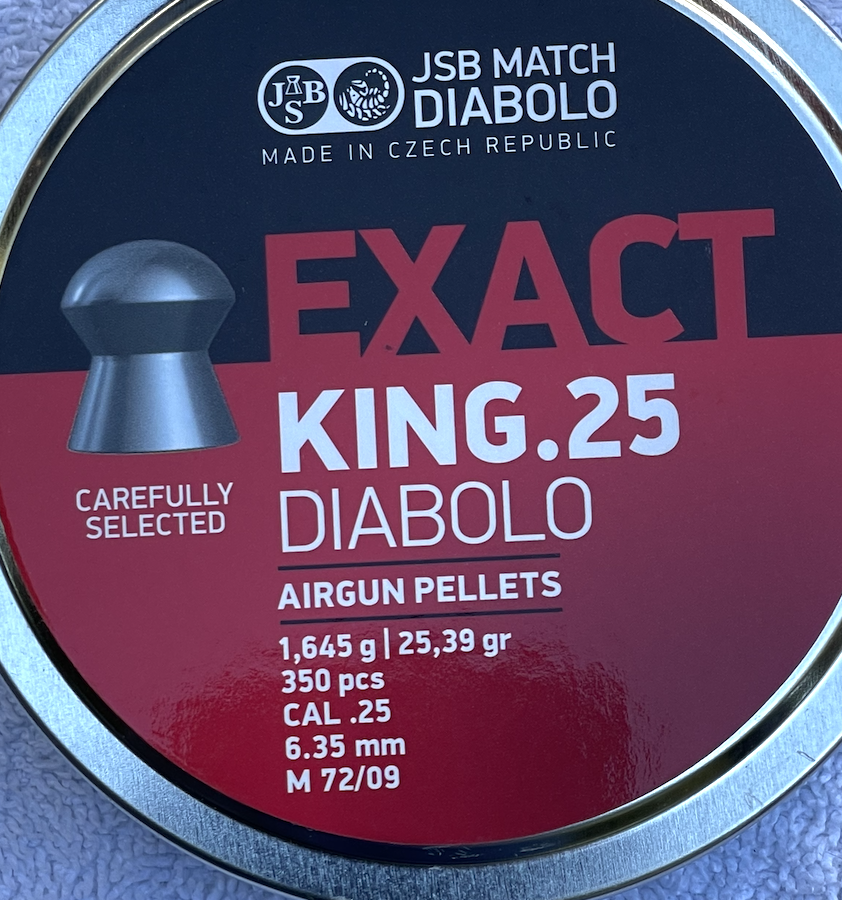 JSB
JSB MATCH
DIABOLO
MADE IN CZECH REPUBLIC
EXACT
KING.25
DIABOLO
CAREFULLY
SELECTED
AIRGUN PELLETS
1,645 g | 25,39 gr
350 pcs
CAL .25
6.35 mm
M 72/09